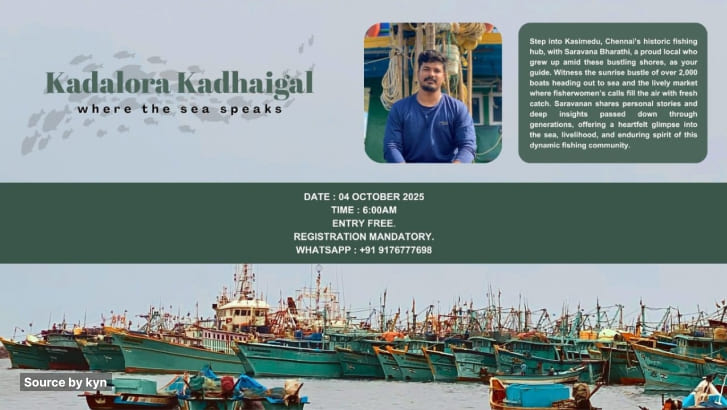 Kadalora Kadhaigal
where the sea speaks
Step into Kasimedu, Chennai's historic fishing
hub, with Saravana Bharathi, a proud local who
grew up amid these bustling shores, as your
guide. Witness the sunrise bustle of over 2,000
boats heading out to sea and the lively market
where fisherwomen's calls fill the air with fresh
catch. Saravanan shares personal stories and
deep insights passed down through
generations, offering a heartfelt glimpse into
the sea, livelihood, and enduring spirit of this
dynamic fishing community.
DATE : 04 OCTOBER 2025
TIME : 6:00AM
ENTRY FREE.
REGISTRATION MANDATORY.
WHATSAPP : +91 9176777698
Source by kyn